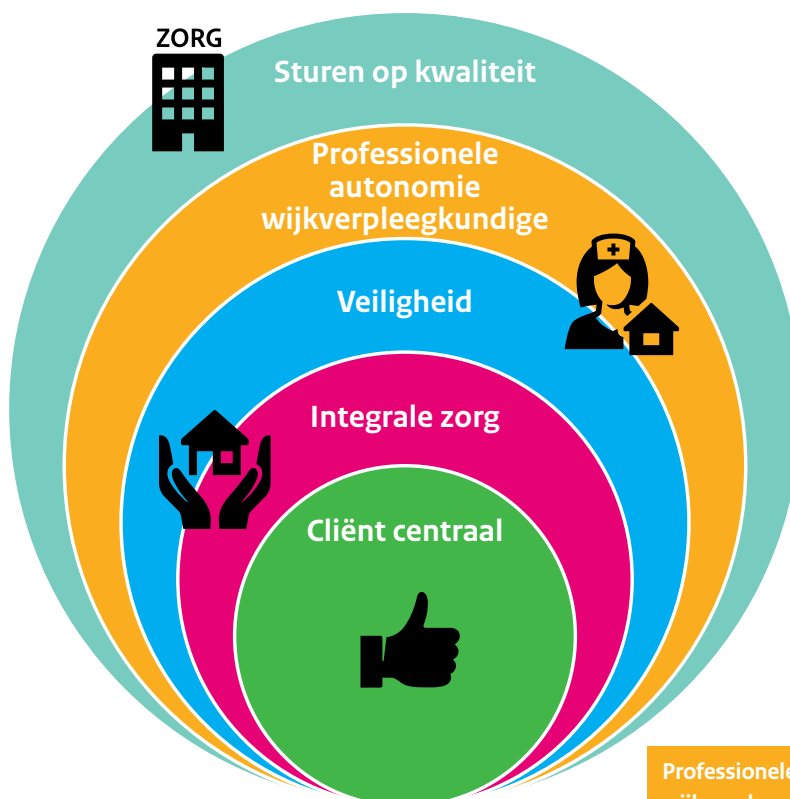 ZORG
Sturen op kwaliteit
Professionele
autonomie
wijkverpleegkundige
Veiligheid
Integrale zorg
Cliënt centraal
Professionele